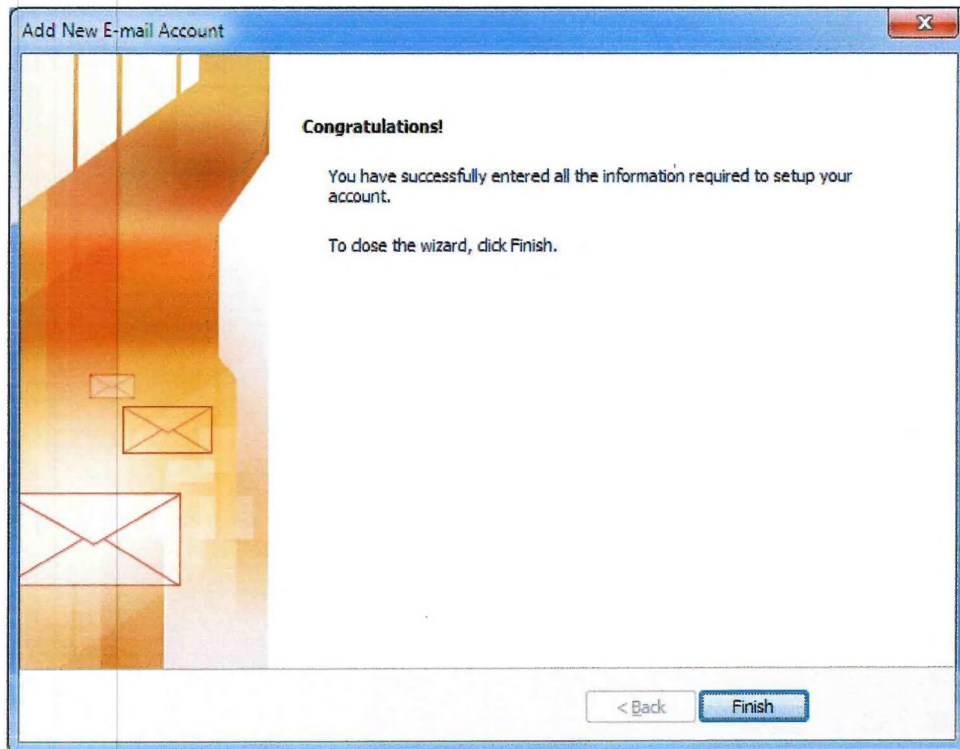 Add New E-mail Account
Congratulations!
You have successfully entered all the information required to setup your
account.
To close the wizard, click Finish.
< Back
Finish